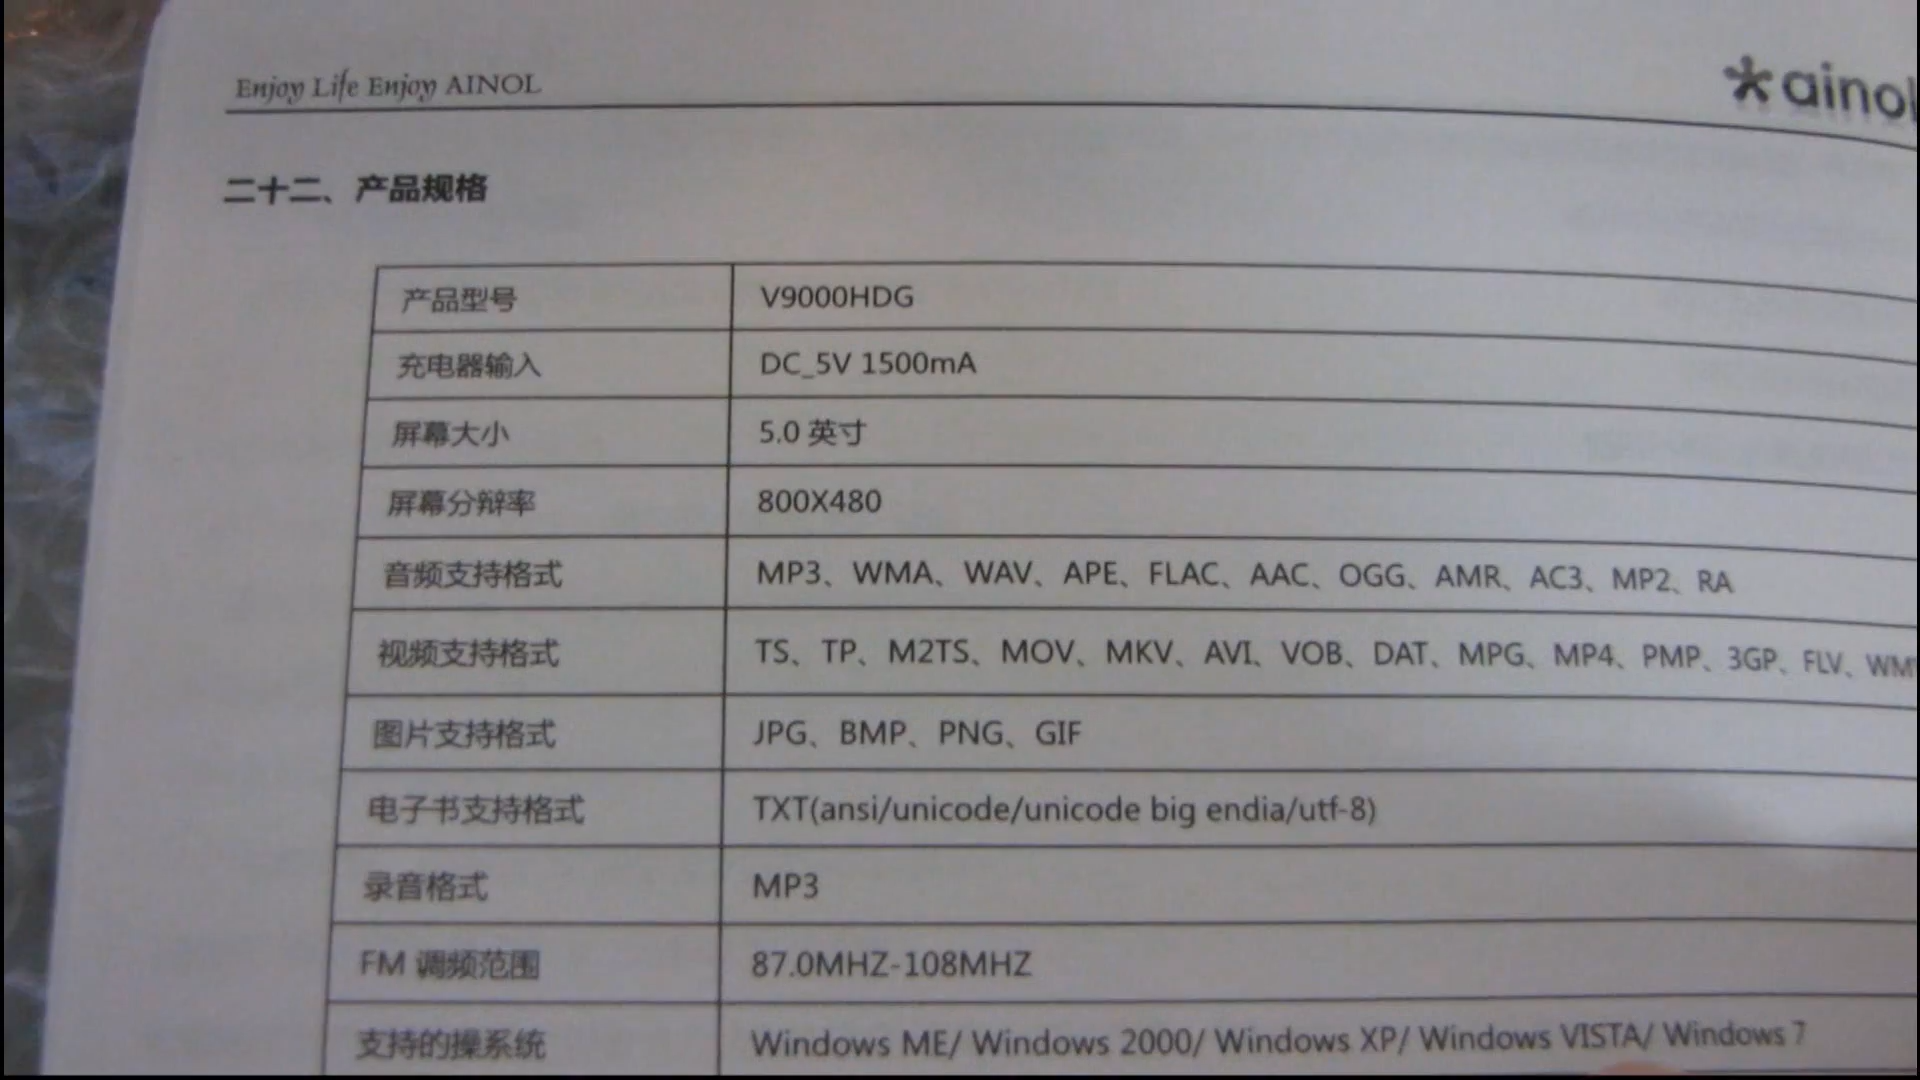 Enjoy Life Enjoy AINOL
ainol
二十二、产品规格
产品型号 V9000HDG
充电器输入 DC_5V 1500mA
屏幕大小 5.0 英寸
屏幕分辩率 800X480
音频支持格式 MP3、WMA、WAV、APE、FLAC、AAC、OGG、AMR、AC3、MP2、RA
视频支持格式 TS、TP、M2TS、MOV、MKV、AVI、VOB、DAT、MPG、MP4、PMP、3GP、FLV、
图片支持格式 JPG、BMP、PNG、GIF
电子书支持格式 TXT(ansi/unicode/unicode big endia/utf-8)
录音格式 MP3
FM 调频范围 87.0MHZ-108MHZ
支持的操系统 Windows ME/ Windows 2000/ Windows XP/ Windows VISTA/ Windows 7